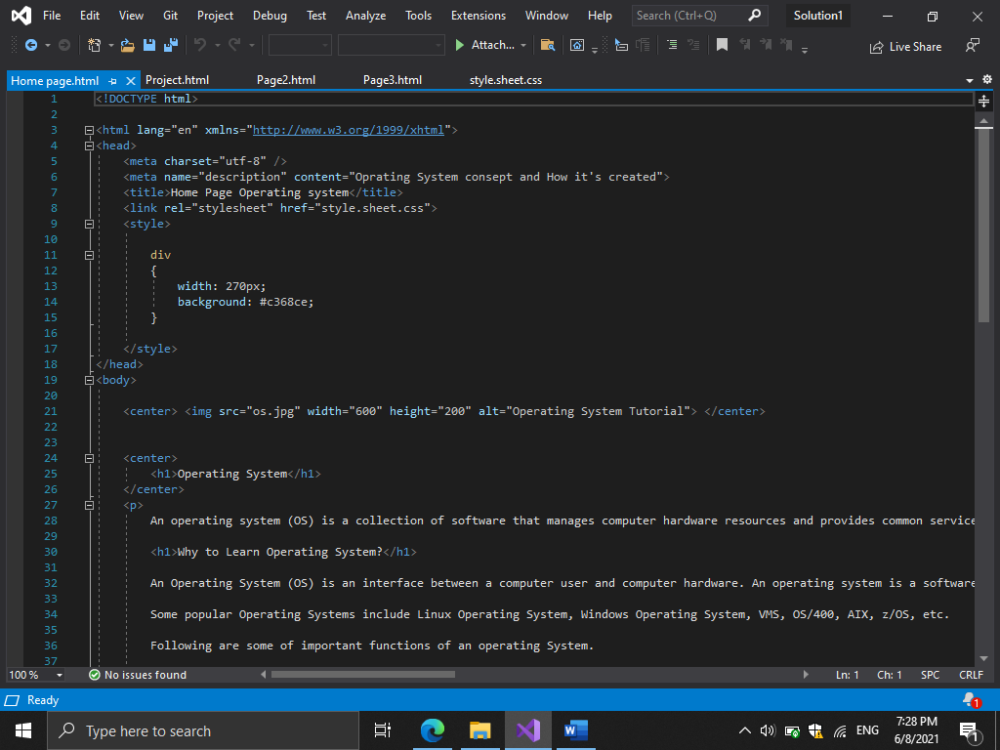 File Edit View Git Project Debug Test Analyze Tools Extensions Window Help Search (Ctrl+Q) Solution1
Attach... Live Share
Home page.html Project.html Page2.html Page3.html style.sheet.css
1 <!DOCTYPE html>
2
3 <html lang="en" xmlns="http://www.w3.org/1999/xhtml">
4 <head>
5 <meta charset="utf-8" />
6 <meta name="description" content="Oprating System consept and How it's created">
7 <title>Home Page Operating system</title>
8 <link rel="stylesheet" href="style.sheet.css">
9 <style>
10
11 div
12 {
13 width: 270px;
14 background: #c368ce;
15 }
16
17 </style>
18 </head>
19 <body>
20
21 <center> <img src="os.jpg" width="600" height="200" alt="Operating System Tutorial"> </center>
22
23
24 <center>
25 <h1>Operating System</h1>
26 </center>
27 <p>
28 An operating system (OS) is a collection of software that manages computer hardware resources and provides common service
29
30 <h1>Why to Learn Operating System?</h1>
31
32 An Operating System (OS) is an interface between a computer user and computer hardware. An operating system is a software
33
34 Some popular Operating Systems include Linux Operating System, Windows Operating System, VMS, OS/400, AIX, z/OS, etc.
35
36 Following are some of important functions of an operating System.
37
100 % No issues found Ln: 1 Ch: 1 SPC CRLF
Ready 1
Type here to search W ENG 7:28 PM
6/8/2021 1